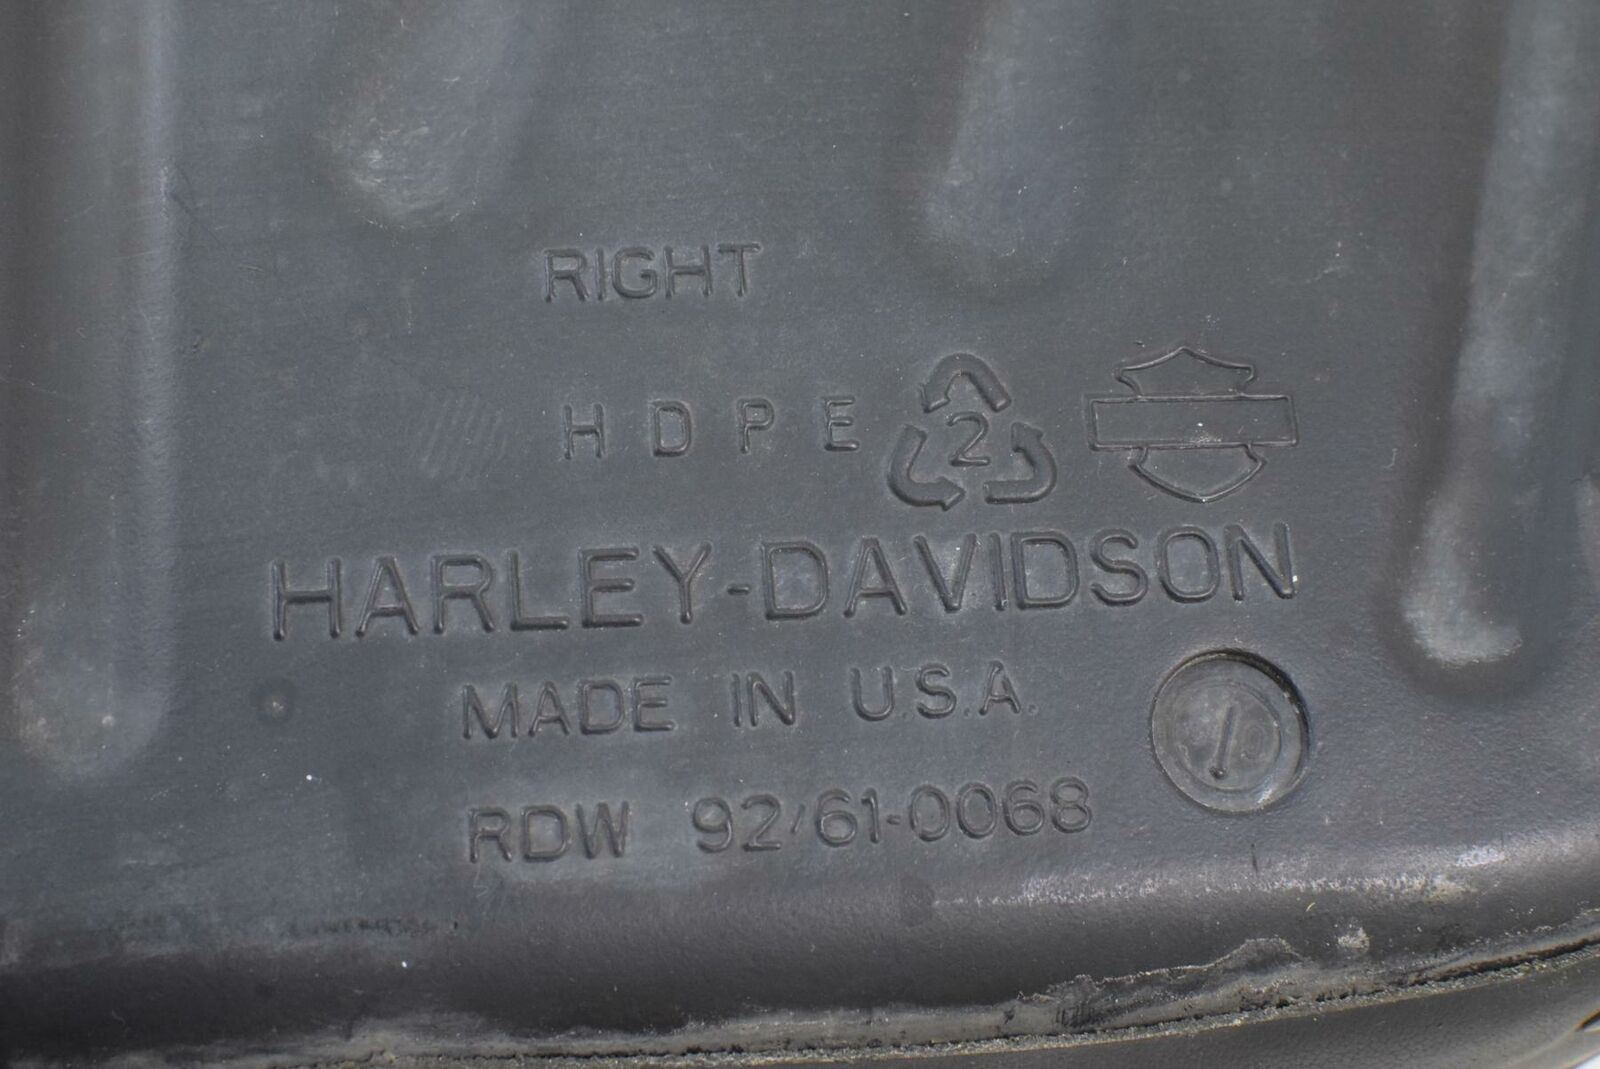 RIGHT
HDPE 2
HARLEY-DAVIDSON
MADE IN U.S.A.
RDW 92/61-0068